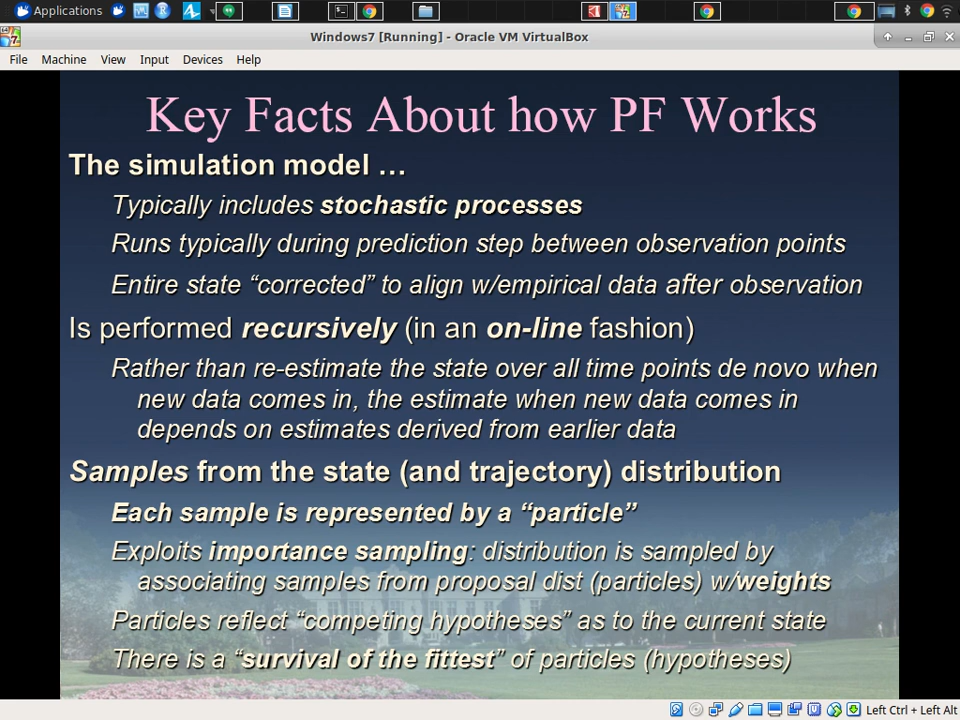 Applications
Windows7 [Running] - Oracle VM VirtualBox
File Machine View Input Devices Help
Key Facts About how PF Works
The simulation model …
Typically includes stochastic processes
Runs typically during prediction step between observation points
Entire state “corrected” to align w/empirical data after observation
Is performed recursively (in an on-line fashion)
Rather than re-estimate the state over all time points de novo when
new data comes in, the estimate when new data comes in
depends on estimates derived from earlier data
Samples from the state (and trajectory) distribution
Each sample is represented by a “particle”
Exploits importance sampling: distribution is sampled by
associating samples from proposal dist (particles) w/weights
Particles reflect “competing hypotheses” as to the current state
There is a “survival of the fittest” of particles (hypotheses)
Left Ctrl + Left Alt